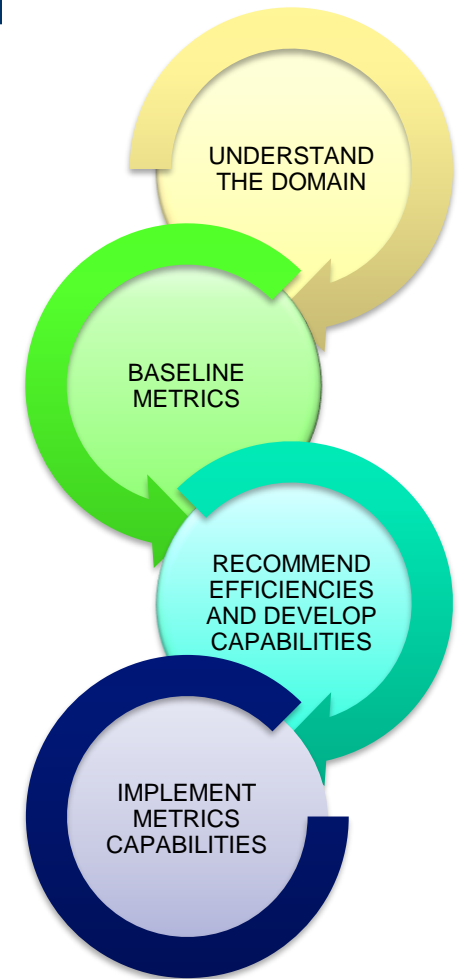 UNDERSTAND
THE DOMAIN
BASELINE
METRICS
RECOMMEND
EFFICIENCIES
AND DEVELOP
CAPABILITIES
IMPLEMENT
METRICS
CAPABILITIES